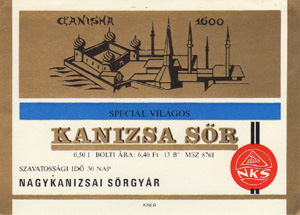 CANISHA 1600
SPECIÁL VILÁGOS
KANIZSA SÖR
0,50 l BOLTI ÁRA: 6,40 Ft 13 B° MSZ 8761
SZAVATOSSÁGI IDŐ 30 NAP
NKS
NAGYKANIZSAI SÖRGYÁR